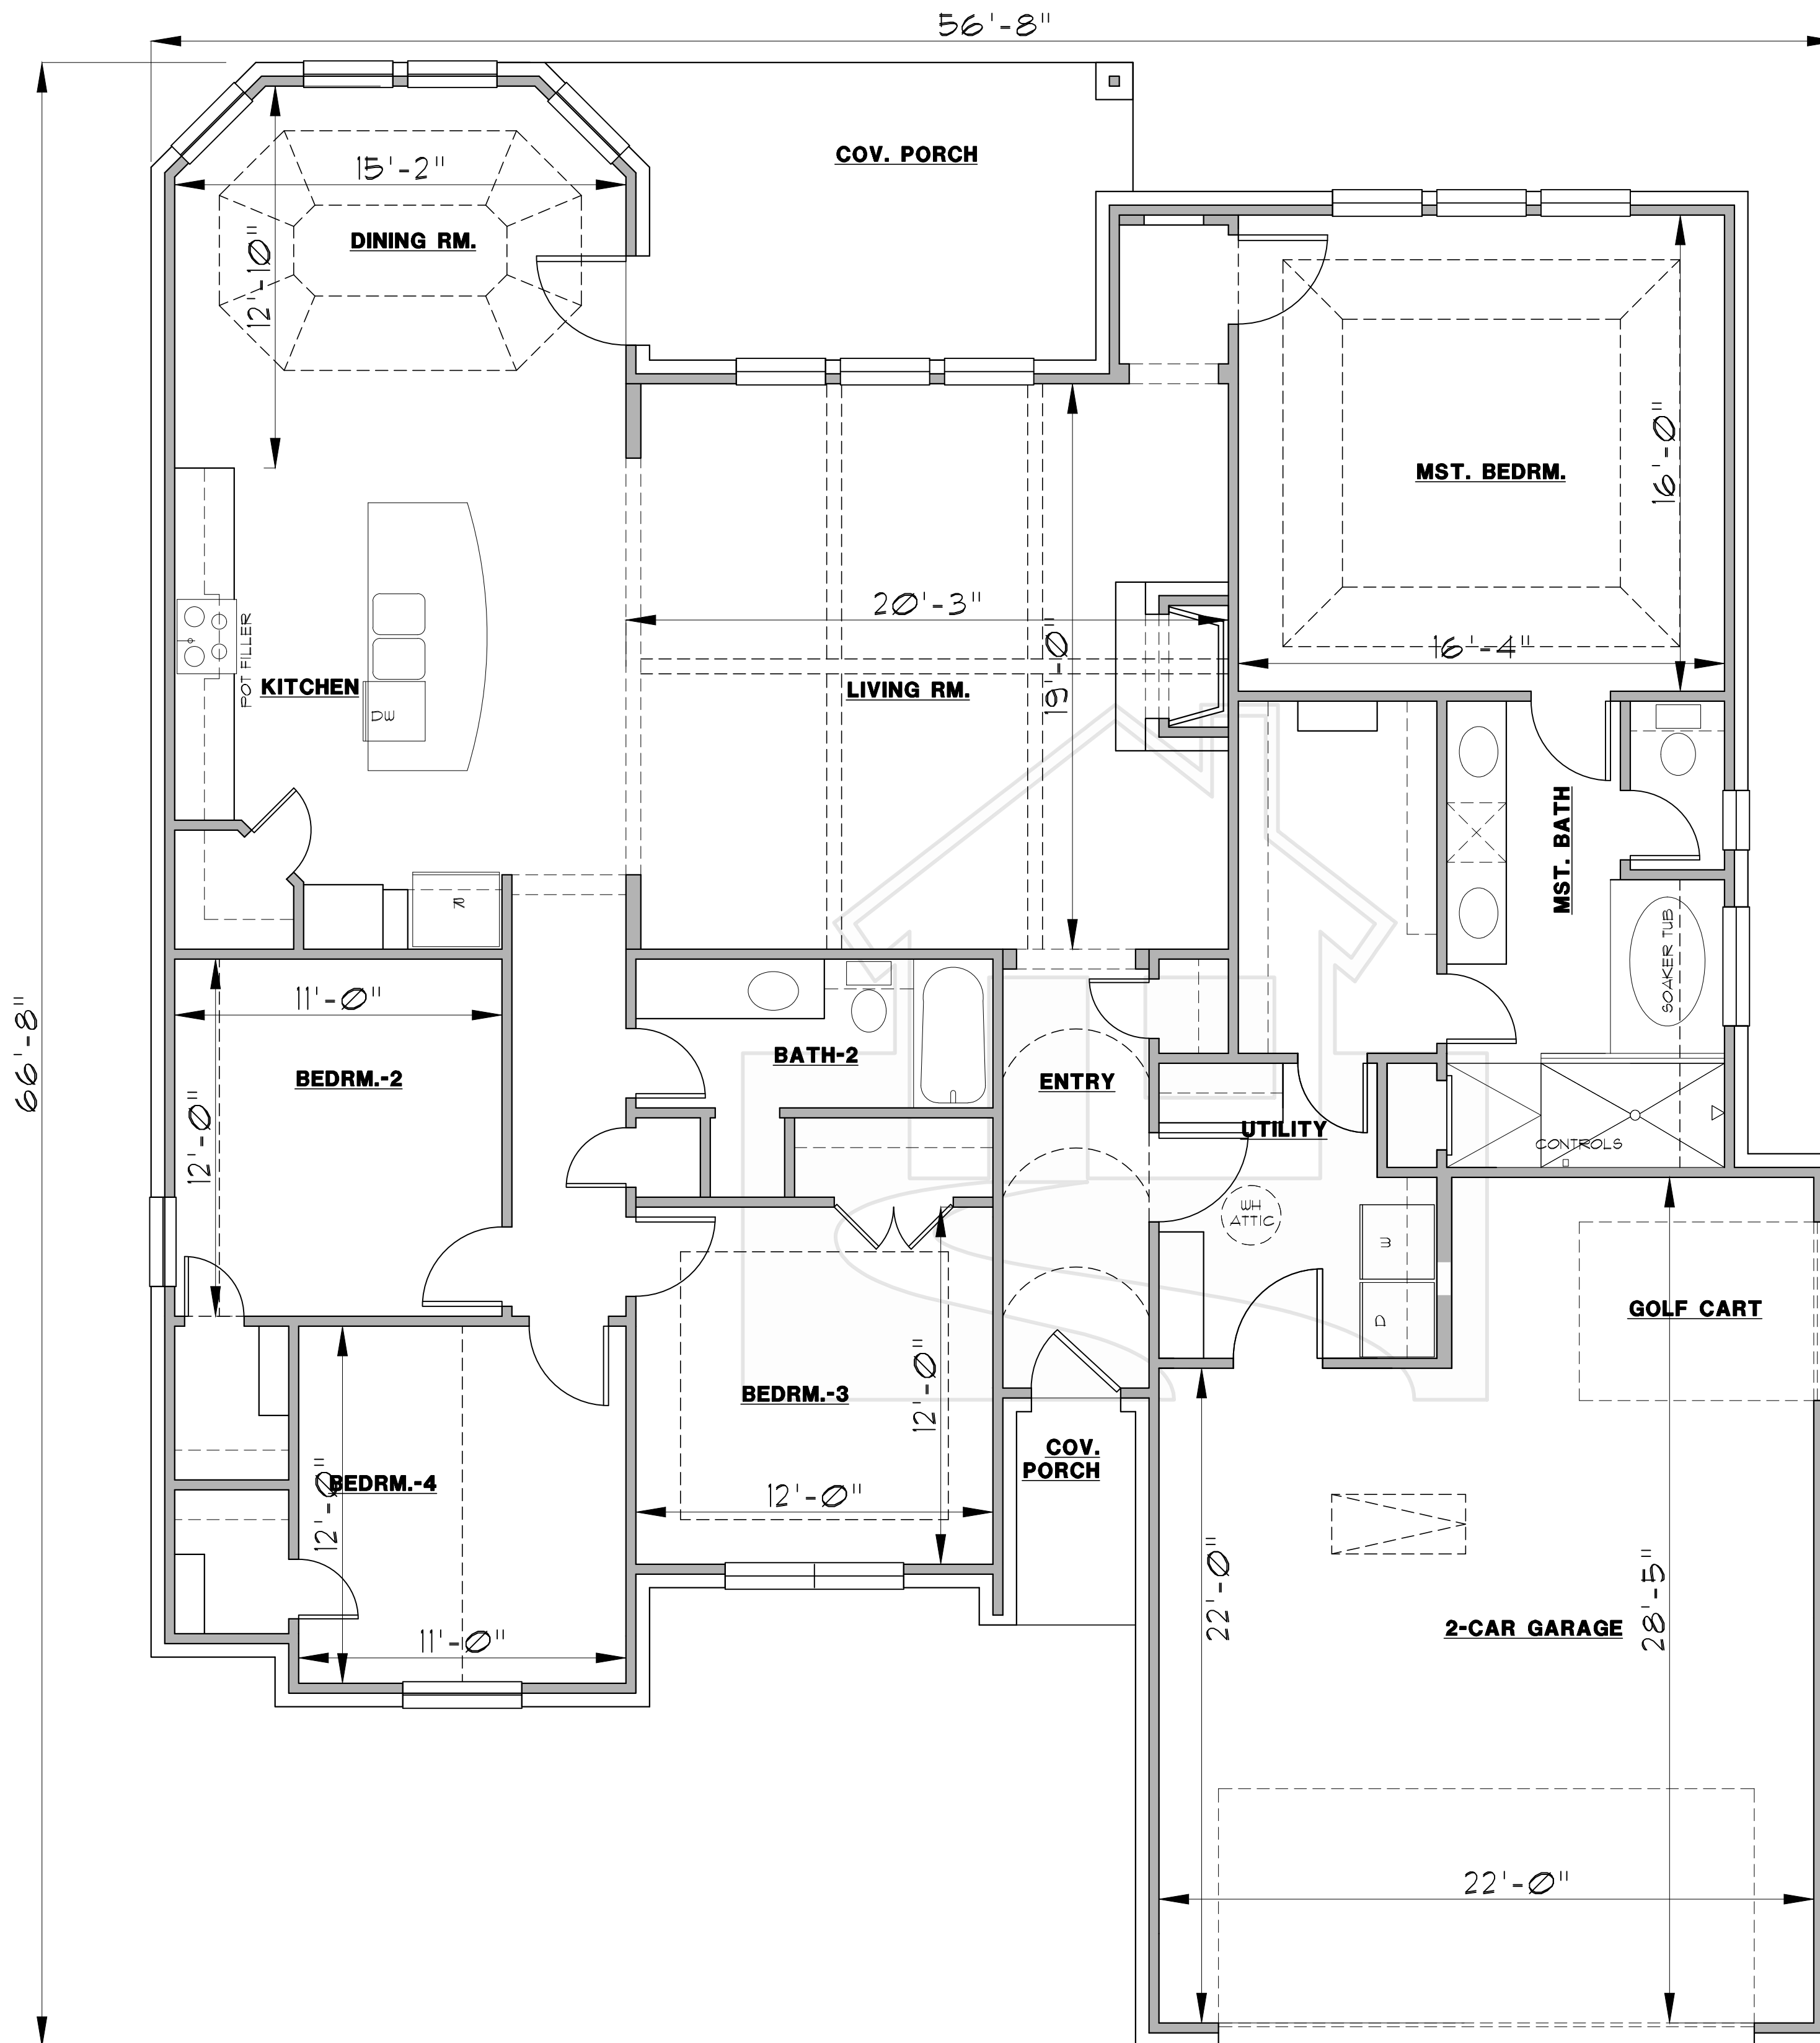 56'-8"
66'-8"
COV. PORCH
15'-2"
DINING RM.
12'-10"
MST. BEDRM.
16'-0"
16'-4"
20'-3"
19'-0"
LIVING RM.
POT FILLER
KITCHEN
DW
MST. BATH
SOAKER TUB
11'-0"
BEDRM.-2
12'-0"
BATH-2
ENTRY
UTILITY
CONTROLS
WH
ATTIC
W
D
GOLF CART
BEDRM.-3
12'-0"
12'-0"
COV.
PORCH
BEDRM.-4
12'-0"
11'-0"
22'-0"
28'-5"
2-CAR GARAGE
22'-0"